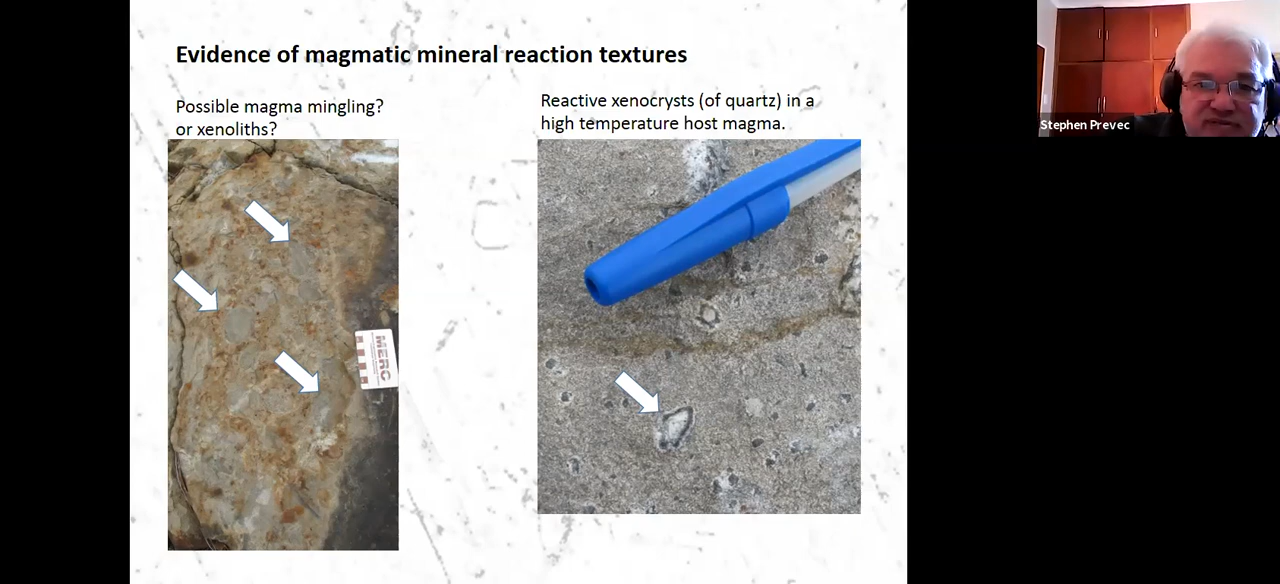 Evidence of magmatic mineral reaction textures
Possible magma mingling?
or xenoliths?
Reactive xenocrysts (of quartz) in a
high temperature host magma.
MERC
Stephen Prevec